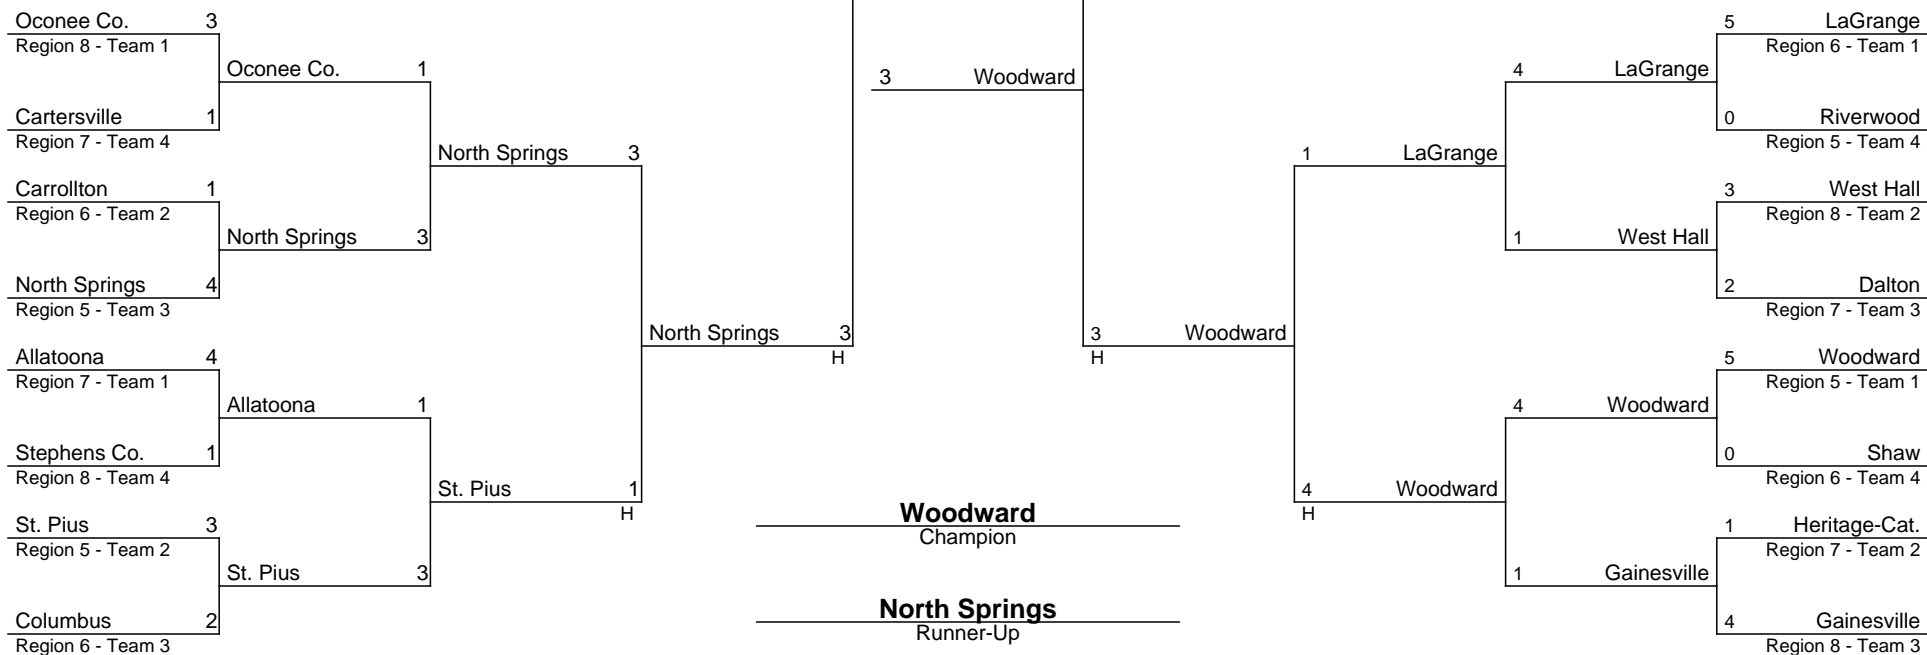 Oconee Co. 3
Region 8 - Team 1
Cartersville 1
Region 7 - Team 4
Carrollton 1
Region 6 - Team 2
North Springs 4
Region 5 - Team 3
Allatoona 4
Region 7 - Team 1
Stephens Co. 1
Region 8 - Team 4
St. Pius 3
Region 5 - Team 2
Columbus 2
Region 6 - Team 3
Oconee Co. 1
North Springs 3
Allatoona 1
St. Pius 3
North Springs 3
St. Pius 1
H
North Springs 3
H
3 Woodward
Woodward
Champion
North Springs
Runner-Up
3 Woodward
H
1 LaGrange
4 Woodward
H
4 LaGrange
1 West Hall
4 Woodward
1 Gainesville
5 LaGrange
Region 6 - Team 1
0 Riverwood
Region 5 - Team 4
3 West Hall
Region 8 - Team 2
2 Dalton
Region 7 - Team 3
5 Woodward
Region 5 - Team 1
0 Shaw
Region 6 - Team 4
1 Heritage-Cat.
Region 7 - Team 2
4 Gainesville
Region 8 - Team 3